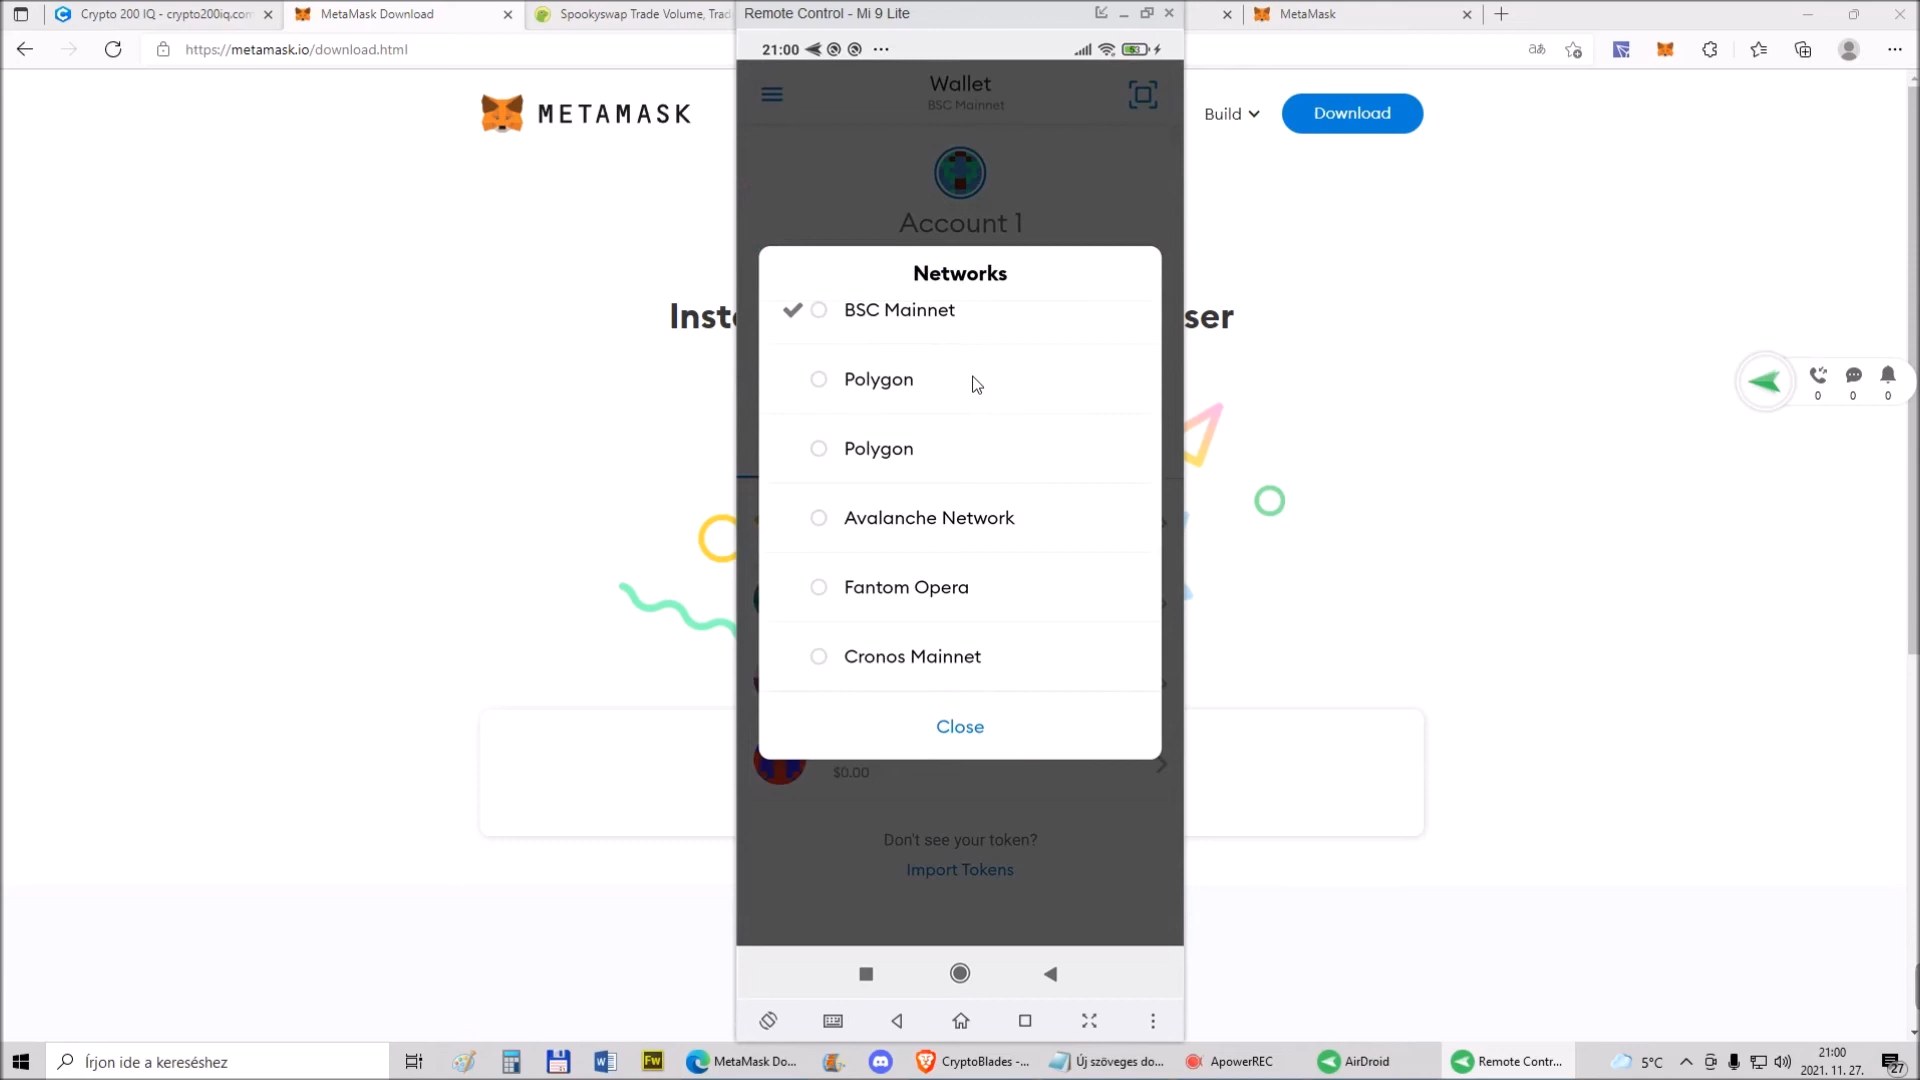 Crypto 200 IQ - crypto200iq.com
MetaMask Download
Spookyswap Trade Volume, Trad
Remote Control - Mi 9 Lite
MetaMask
https://metamask.io/download.html
21:00
Wallet
BSC Mainnet
METAMASK
Build
Download
Account 1
Networks
BSC Mainnet
Polygon
Polygon
Avalanche Network
Fantom Opera
Cronos Mainnet
Close
Inst
ser
0
0
0
$0.00
Don't see your token?
Import Tokens
Írjon ide a kereséshez
Fw
MetaMask Do...
CryptoBlades -...
Új szöveges do...
ApowerREC
AirDroid
Remote Contr...
5°C
21:00
2021. 11. 27.
27